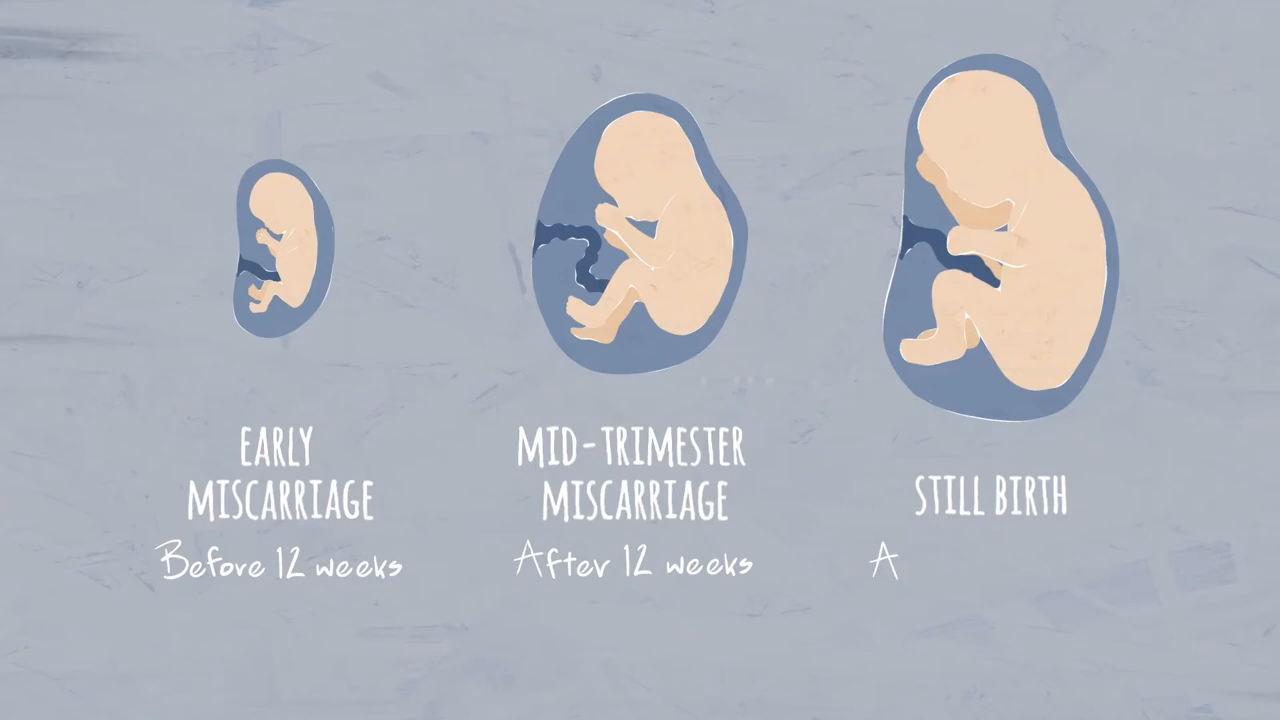 EARLY
MISCARRIAGE
Before 12 weeks
MID-TRIMESTER
MISCARRIAGE
After 12 weeks
STILL BIRTH
A